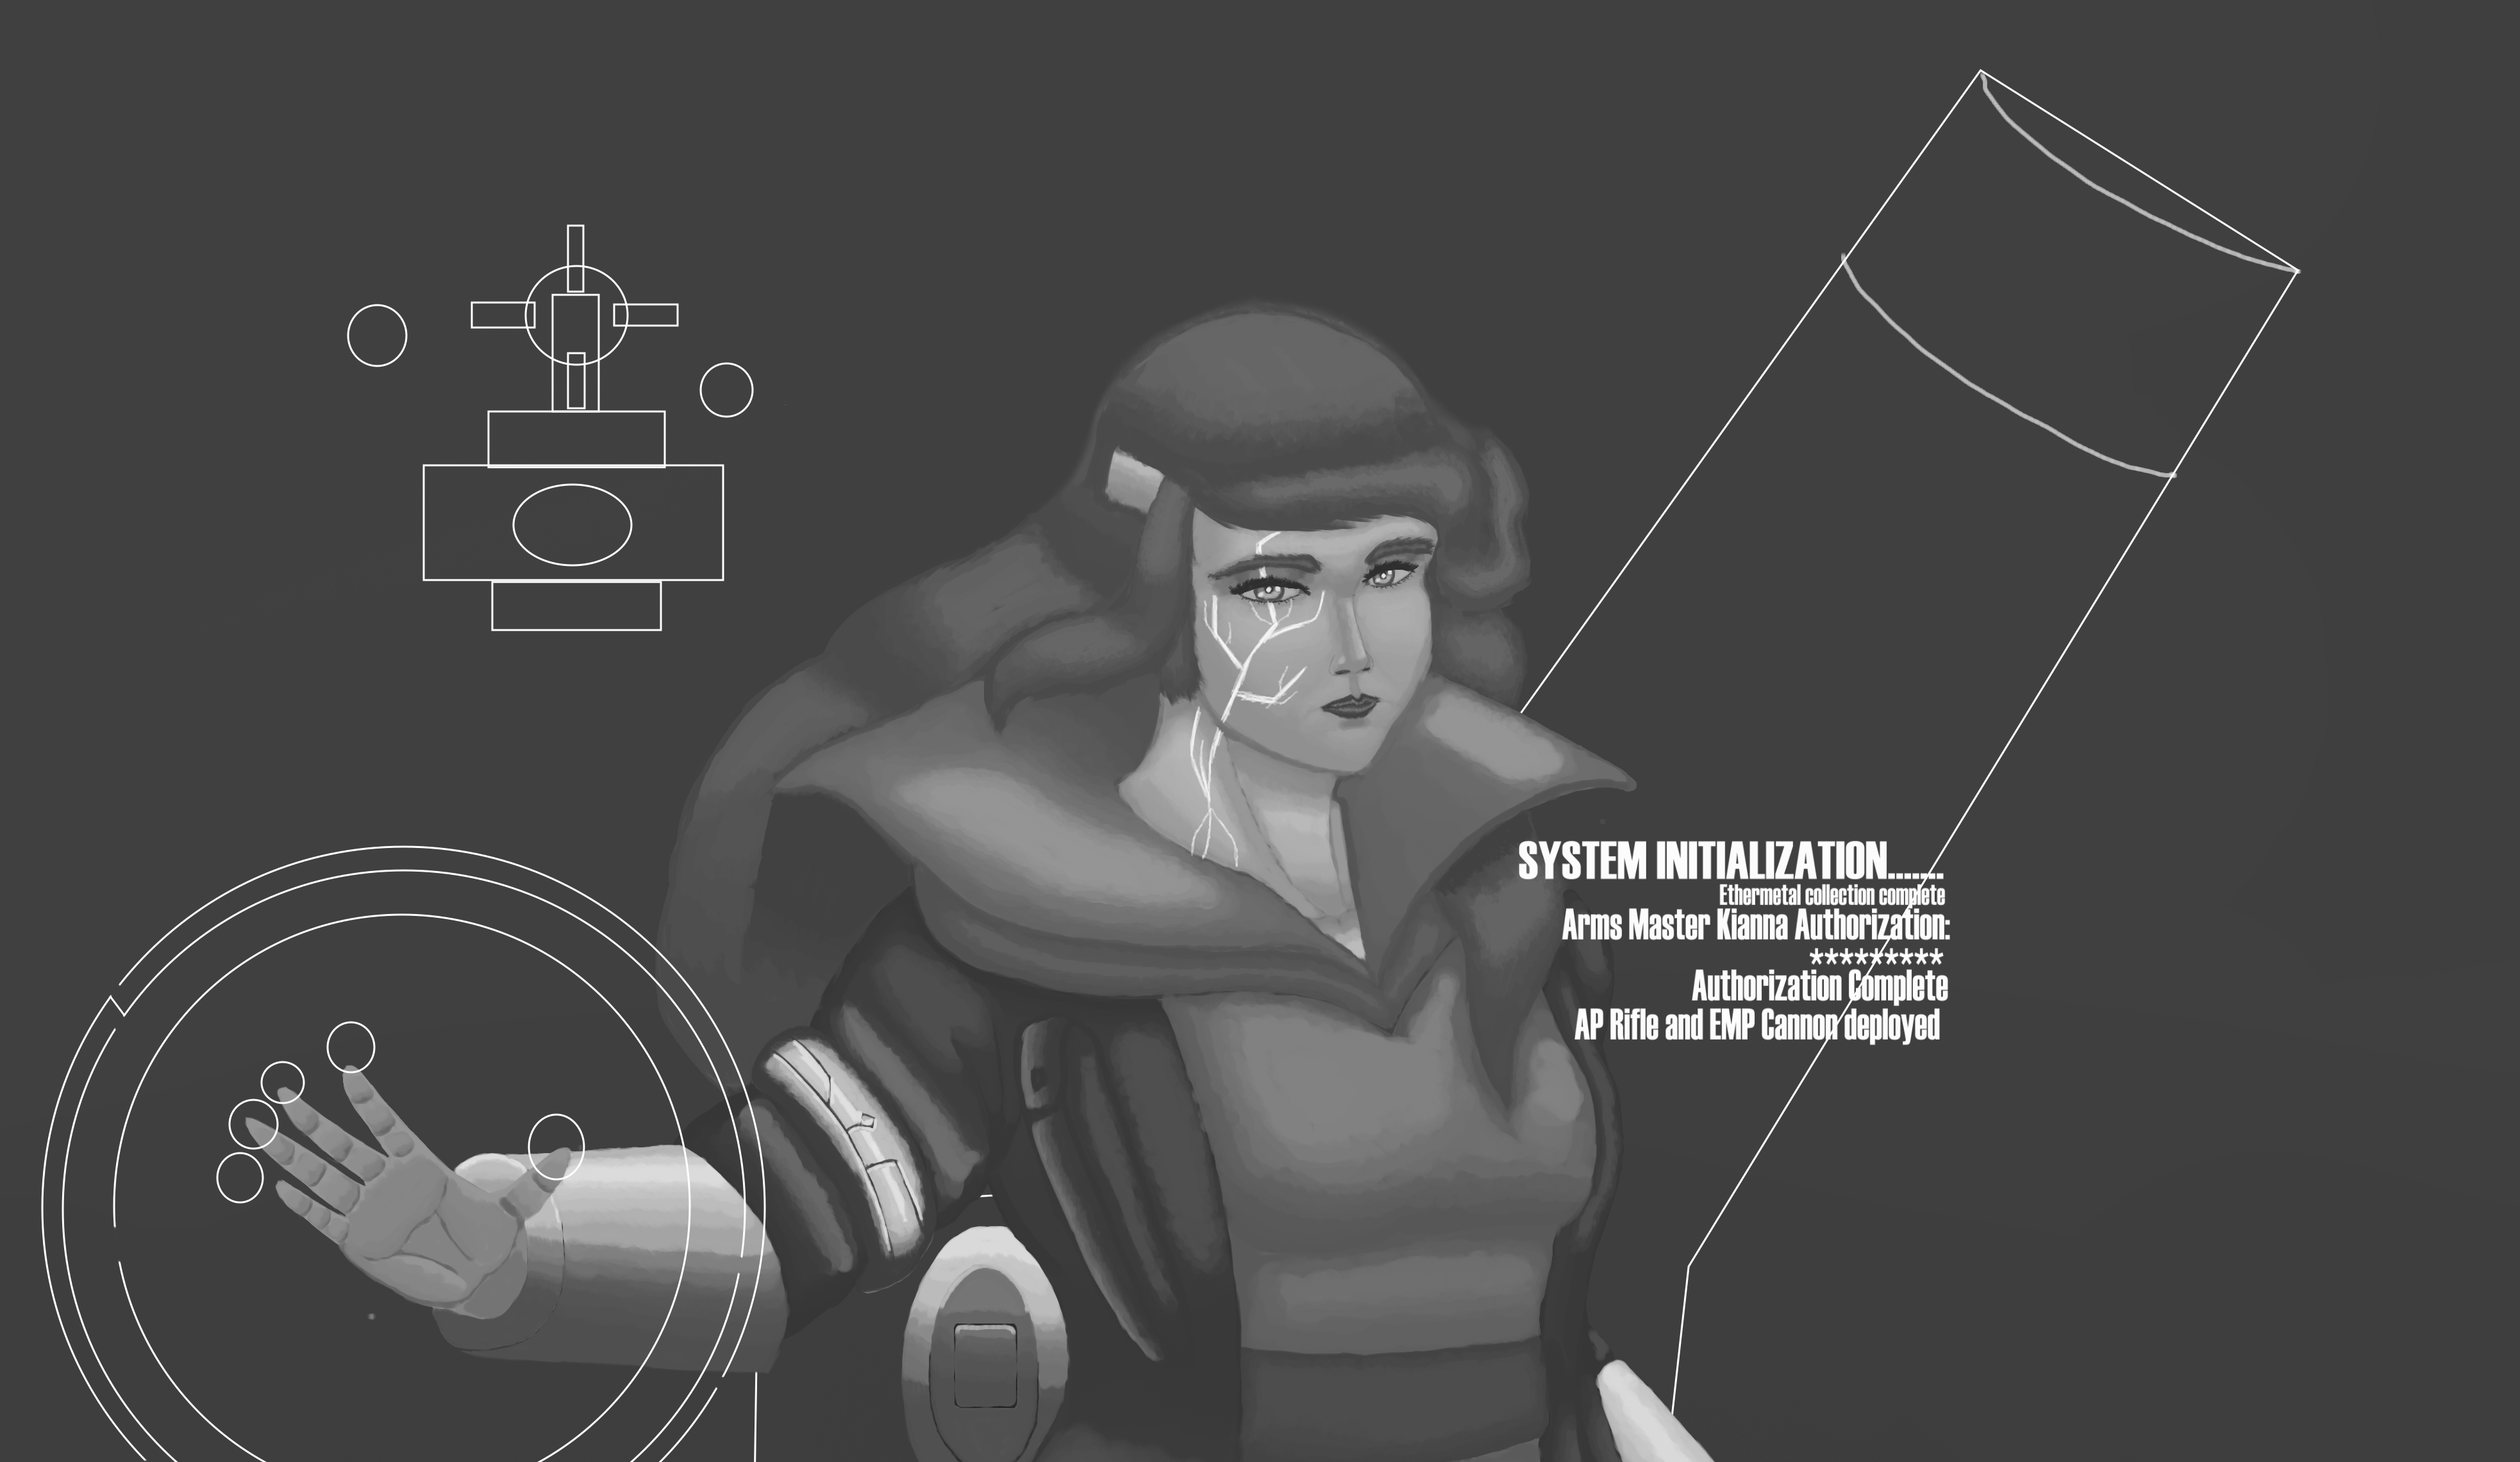 SYSTEM INITIALIZATION.......
Ethermetal collection complete
Arms Master Kianna Authorization:
*********
Authorization Complete
AP Rifle and EMP Cannon deployed